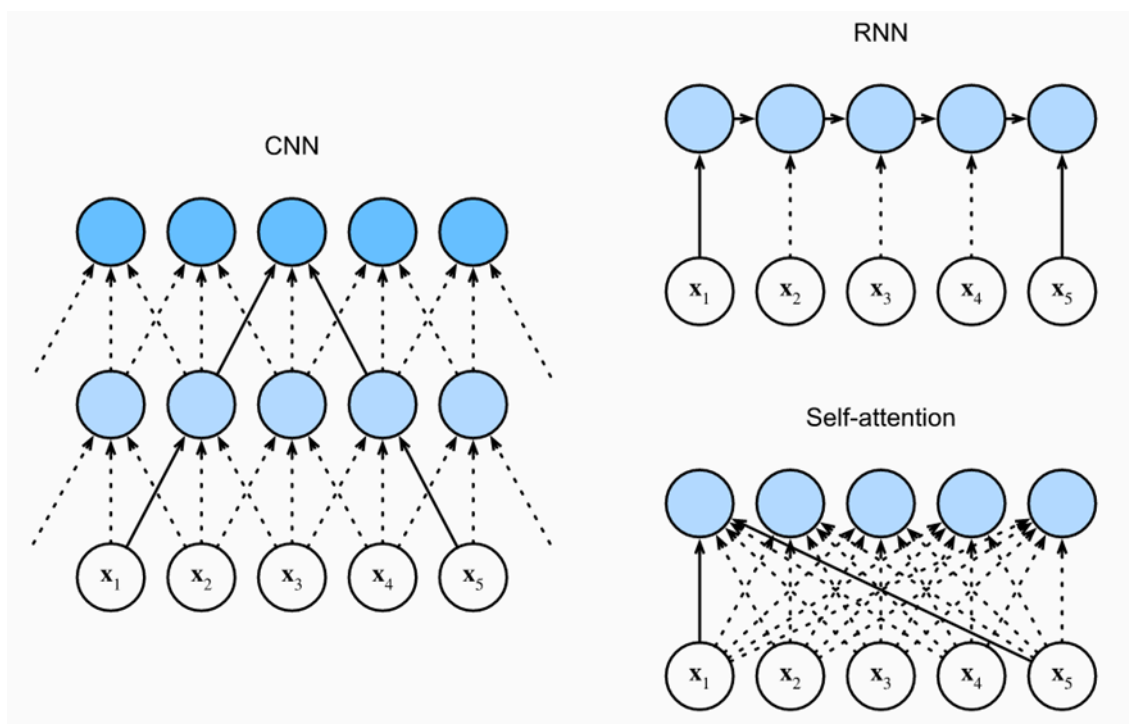 CNN
x₁ x₂ x₃ x₄ x₅
RNN
x₁ x₂ x₃ x₄ x₅
Self-attention
x₁ x₂ x₃ x₄ x₅